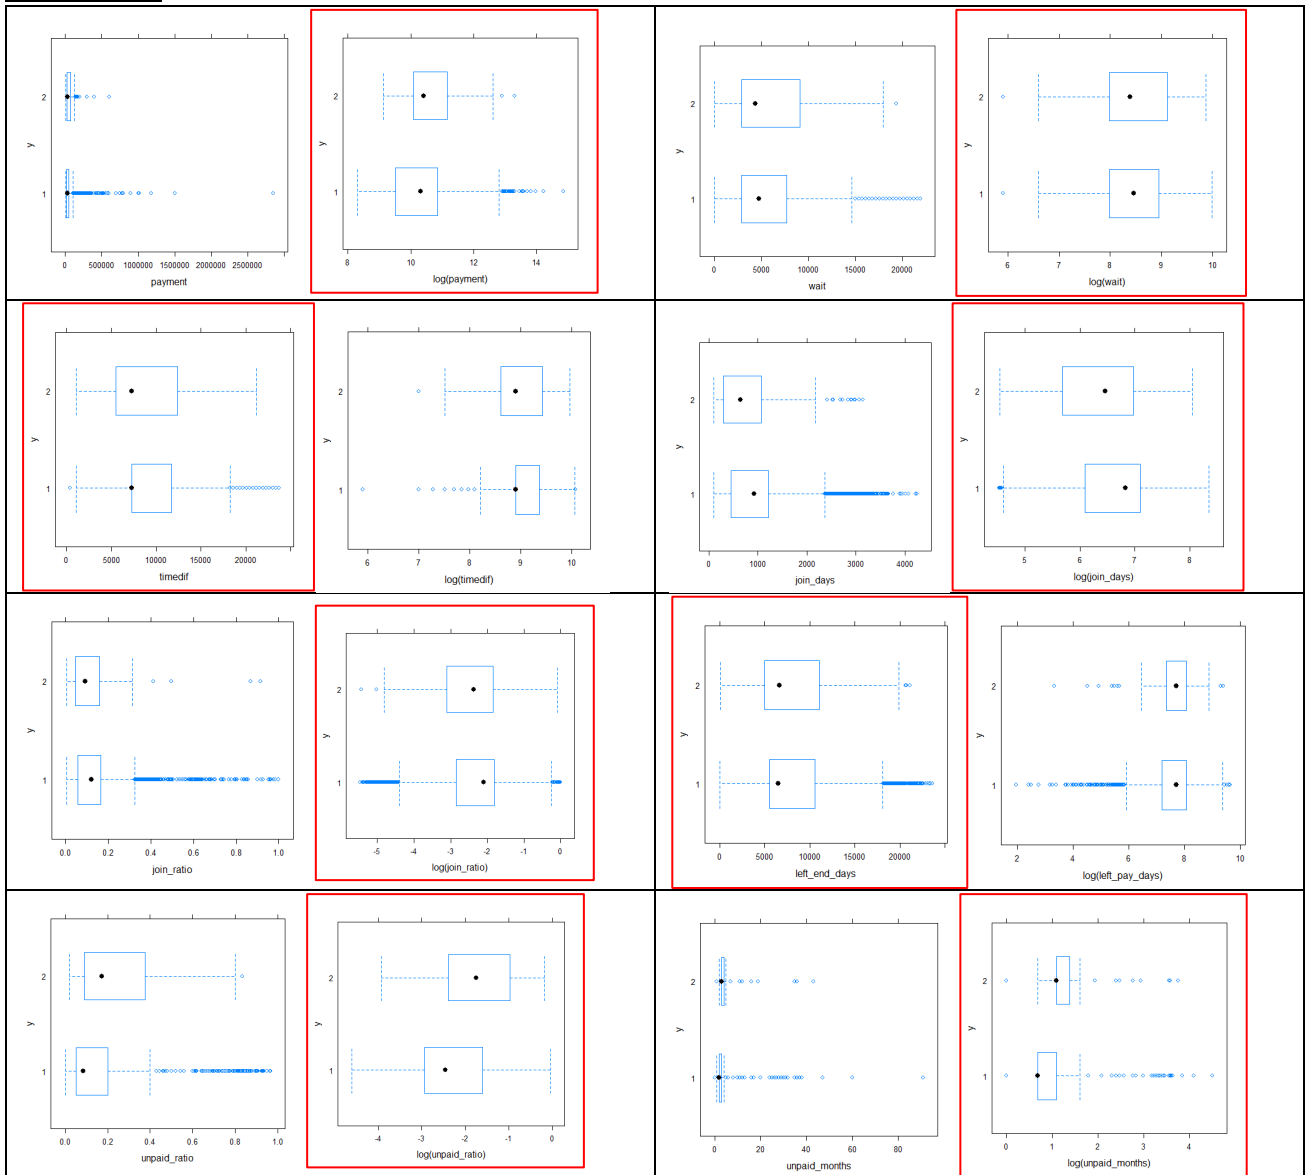 2
1
y
0 500000 1000000 1500000 2000000 2500000
payment
2
1
8 10 12 14
log(payment)
2
1
y
0 5000 10000 15000 20000
wait
2
1
y
6 7 8 9 10
log(wait)
2
1
y
0 5000 10000 15000 20000
timedif
2
1
y
6 7 8 9 10
log(timedif)
2
1
y
0 1000 2000 3000 4000
join_days
2
1
y
5 6 7 8
log(join_days)
2
1
y
0.0 0.2 0.4 0.6 0.8 1.0
join_ratio
2
1
y
-5 -4 -3 -2 -1 0
log(join_ratio)
2
1
y
0 5000 10000 15000 20000
left_end_days
2
1
y
2 4 6 8 10
log(left_pay_days)
2
1
y
0.0 0.2 0.4 0.6 0.8 1.0
unpaid_ratio
2
1
y
-4 -3 -2 -1 0
log(unpaid_ratio)
2
1
y
0 20 40 60 80
unpaid_months
2
1
y
0 1 2 3 4
log(unpaid_months)